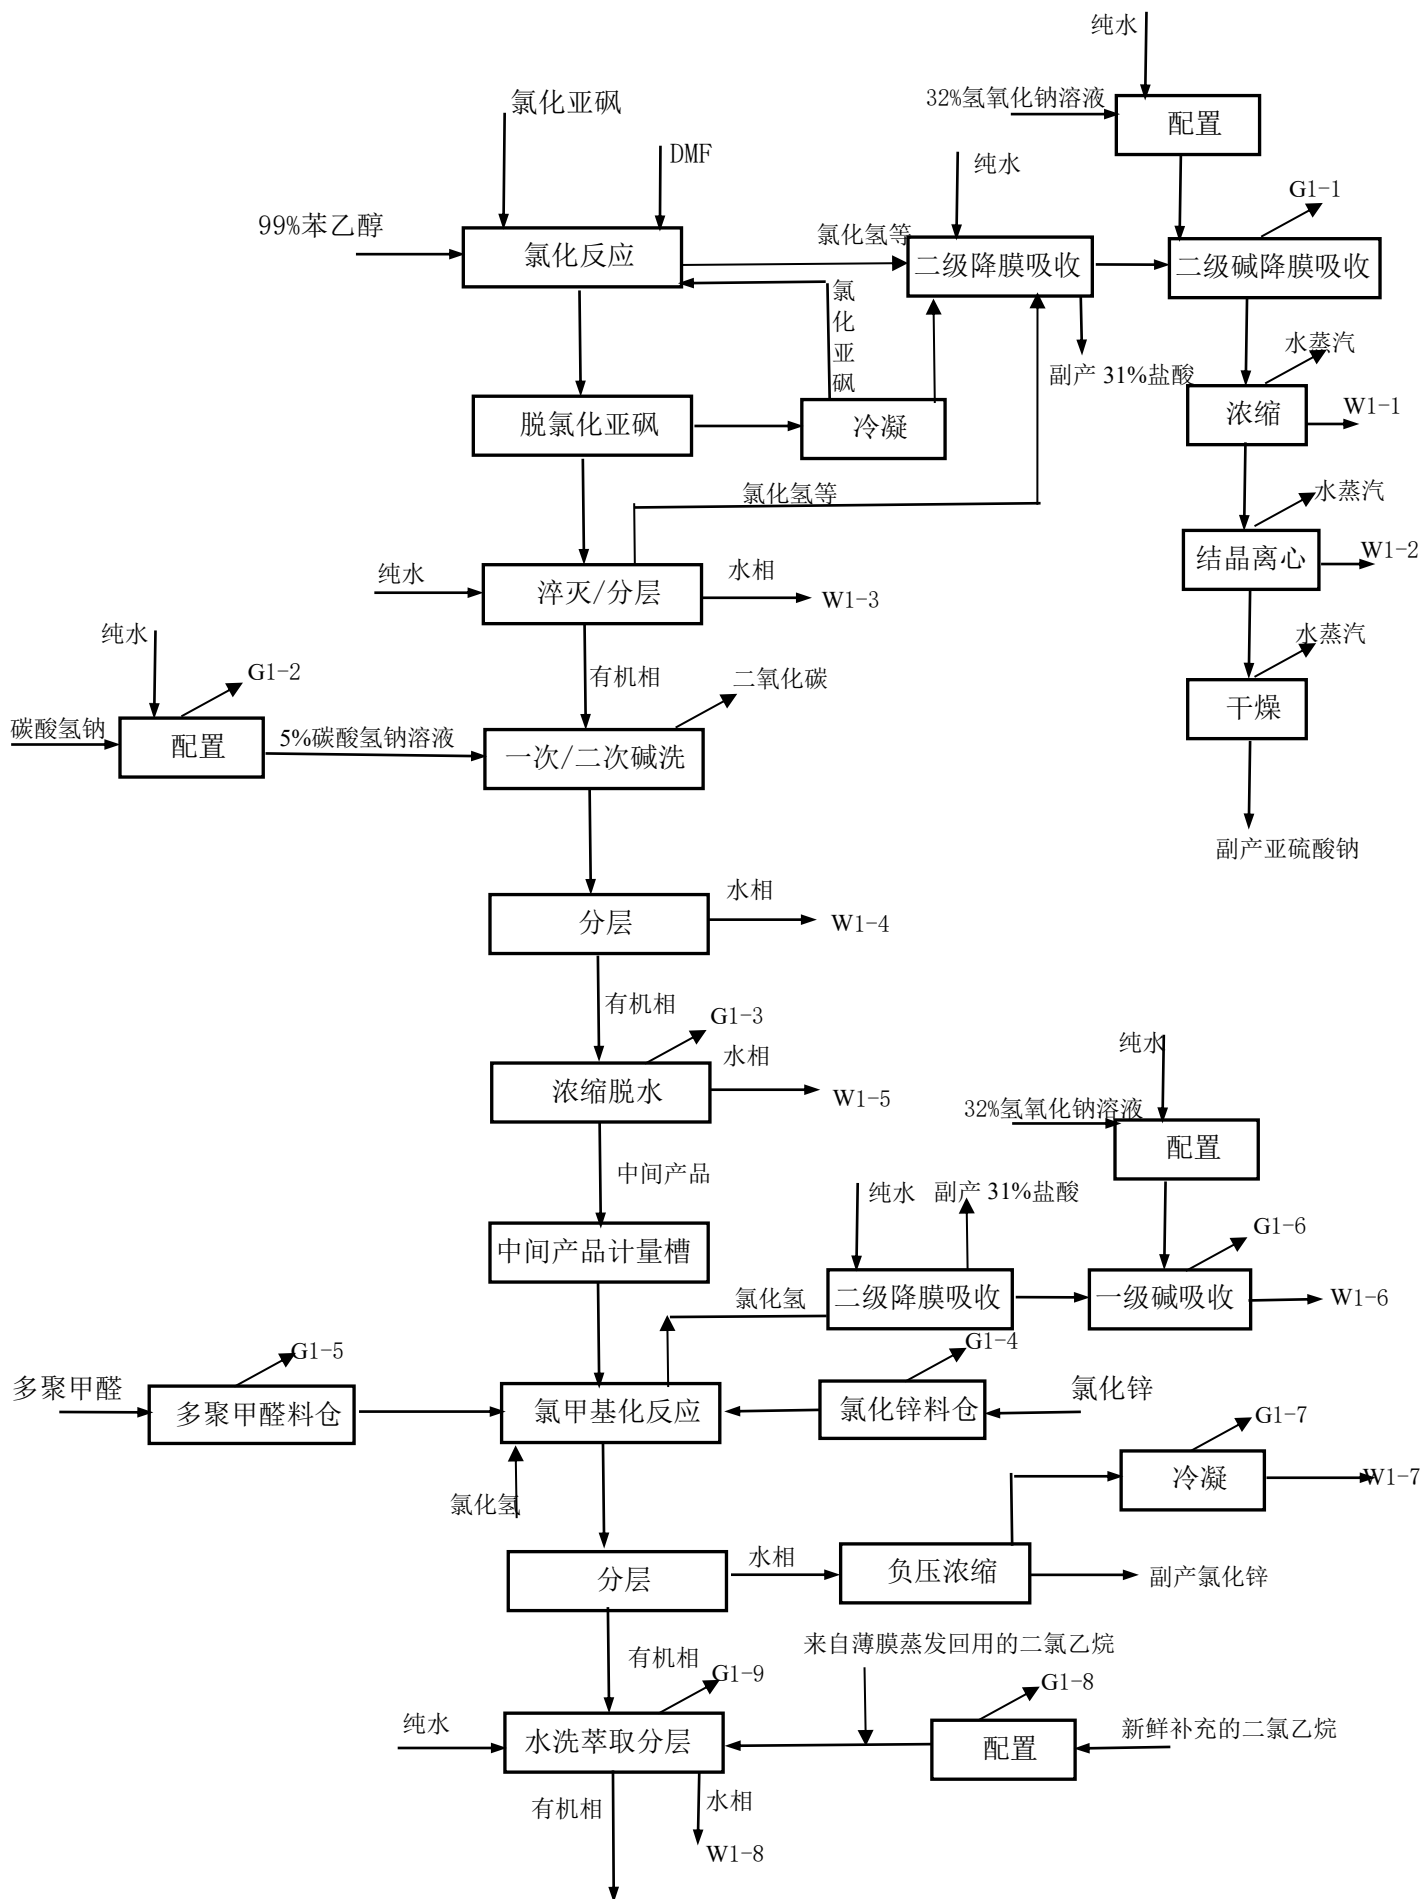 纯水
32%氢氧化钠溶液
配置
氯化亚砜
DMF
纯水
G1-1
99%苯乙醇
氯化反应
氯化氢等
二级降膜吸收
二级碱降膜吸收
氯化亚砜
水蒸汽
副产 31%盐酸
脱氯化亚砜
冷凝
浓缩
W1-1
氯化氢等
水蒸汽
结晶离心
W1-2
纯水
淬灭/分层
水相
W1-3
纯水
水蒸汽
G1-2
有机相
二氧化碳
干燥
碳酸氢钠
配置
5%碳酸氢钠溶液
一次/二次碱洗
副产亚硫酸钠
水相
分层
W1-4
有机相
G1-3
水相
浓缩脱水
W1-5
纯水
32%氢氧化钠溶液
配置
中间产品
纯水
副产 31%盐酸
G1-6
中间产品计量槽
氯化氢
二级降膜吸收
一级碱吸收
W1-6
G1-5
G1-4
多聚甲醛
多聚甲醛料仓
氯甲基化反应
氯化锌料仓
氯化锌
G1-7
氯化氢
冷凝
W1-7
分层
水相
负压浓缩
副产氯化锌
有机相
来自薄膜蒸发回用的二氯乙烷
G1-9
G1-8
纯水
水洗萃取分层
配置
新鲜补充的二氯乙烷
有机相
水相
W1-8